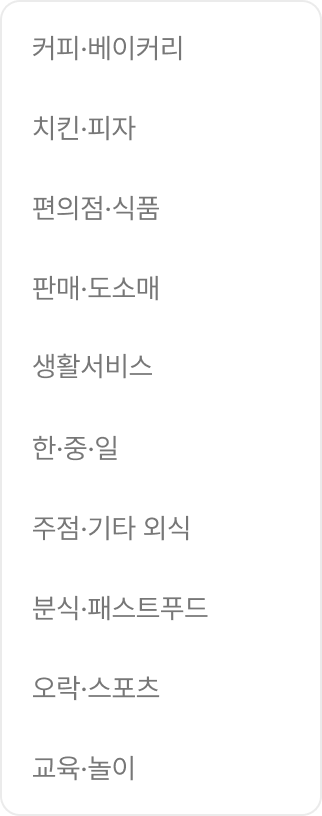 커피·베이커리
치킨·피자
편의점·식품
판매·도소매
생활서비스
한·중·일
주점·기타 외식
분식·패스트푸드
오락·스포츠
교육·놀이